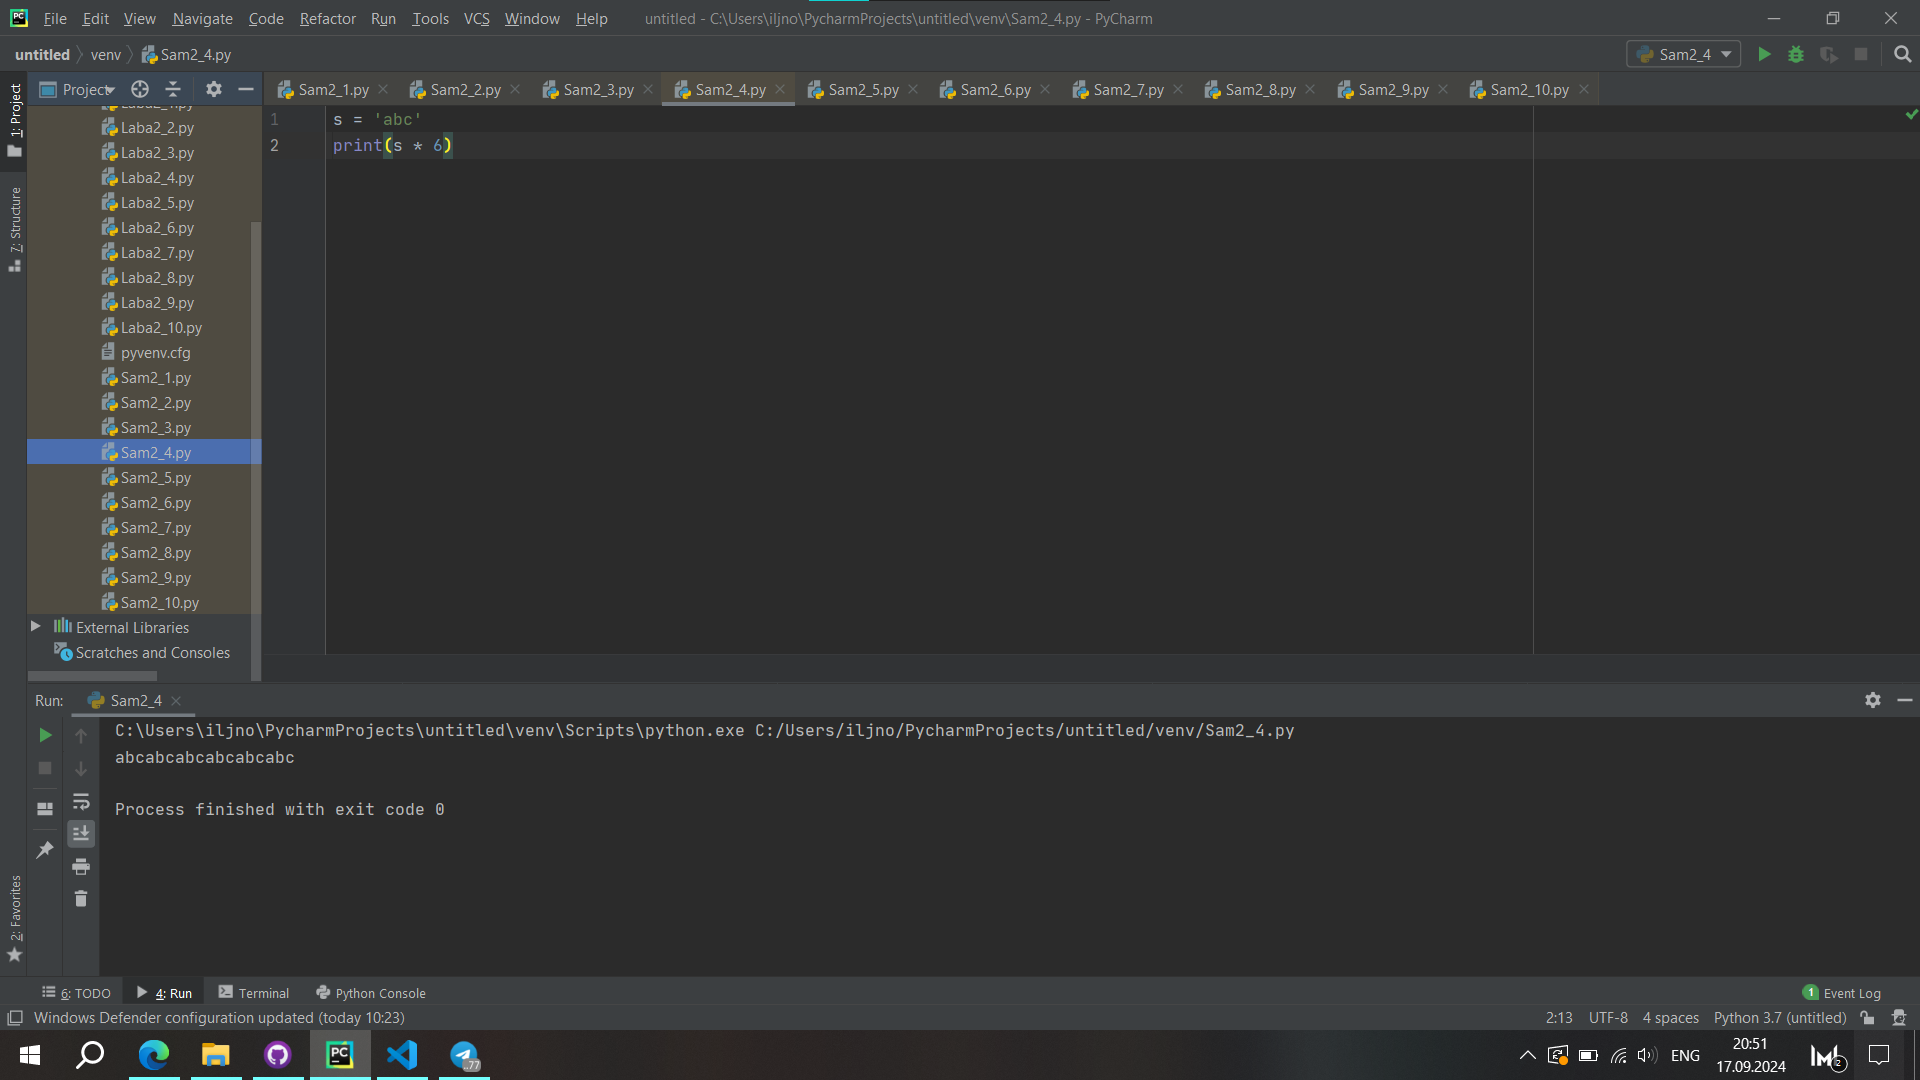 File Edit View Navigate Code Refactor Run Tools VCS Window Help untitled - C:\Users\iljno\PycharmProjects\untitled\venv\Sam2_4.py - PyCharm
untitled venv Sam2_4.py Sam2_4
1: Project
7: Structure
2: Favorites
Project Sam2_1.py Sam2_2.py Sam2_3.py Sam2_4.py Sam2_5.py Sam2_6.py Sam2_7.py Sam2_8.py Sam2_9.py Sam2_10.py
Laba2_2.py
Laba2_3.py
Laba2_4.py
Laba2_5.py
Laba2_6.py
Laba2_7.py
Laba2_8.py
Laba2_9.py
Laba2_10.py
pyvenv.cfg
Sam2_1.py
Sam2_2.py
Sam2_3.py
Sam2_4.py
Sam2_5.py
Sam2_6.py
Sam2_7.py
Sam2_8.py
Sam2_9.py
Sam2_10.py
External Libraries
Scratches and Consoles
1 s = 'abc'
2 print(s * 6)
Run: Sam2_4
C:\Users\iljno\PycharmProjects\untitled\venv\Scripts\python.exe C:/Users/iljno/PycharmProjects/untitled/venv/Sam2_4.py
abcabcabcabcabcabc
Process finished with exit code 0
6: TODO 4: Run Terminal Python Console 1 Event Log
Windows Defender configuration updated (today 10:23) 2:13 UTF-8 4 spaces Python 3.7 (untitled)
PC ..77 ENG 20:51 2
17.09.2024